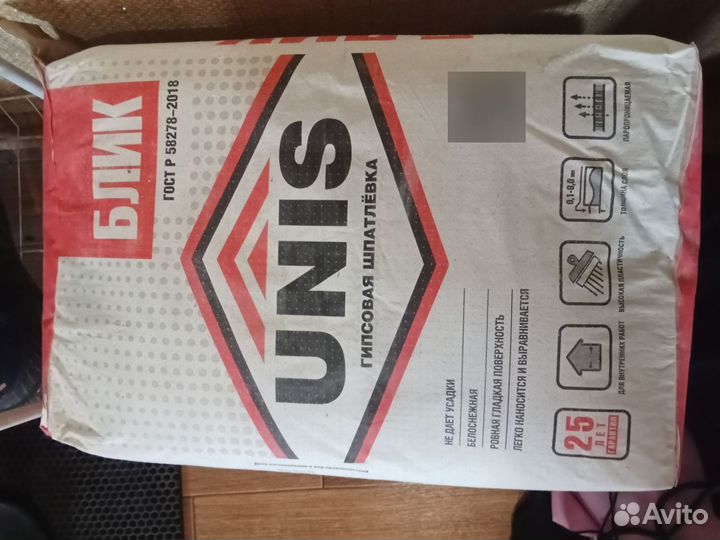 БЛИК
ГОСТ Р 58278-2018
UNIS
ГИПСОВАЯ ШПАТЛЁВКА
НЕ ДАЕТ УСАДКИ
БЕЛОСНЕЖНАЯ
РОВНАЯ ГЛАДКАЯ ПОВЕРХНОСТЬ
ЛЕГКО НАНОСИТСЯ И ВЫРАВНИВАЕТСЯ
25
ЛЕТ
ГАРАНТИИ
ДЛЯ ВНУТРЕННИХ РАБОТ
ВЫСОКАЯ ПЛАСТИЧНОСТЬ
0,1-8,0 мм
ТОЛЩИНА СЛОЯ
ПАРОПРОНИЦАЕМАЯ
Avito